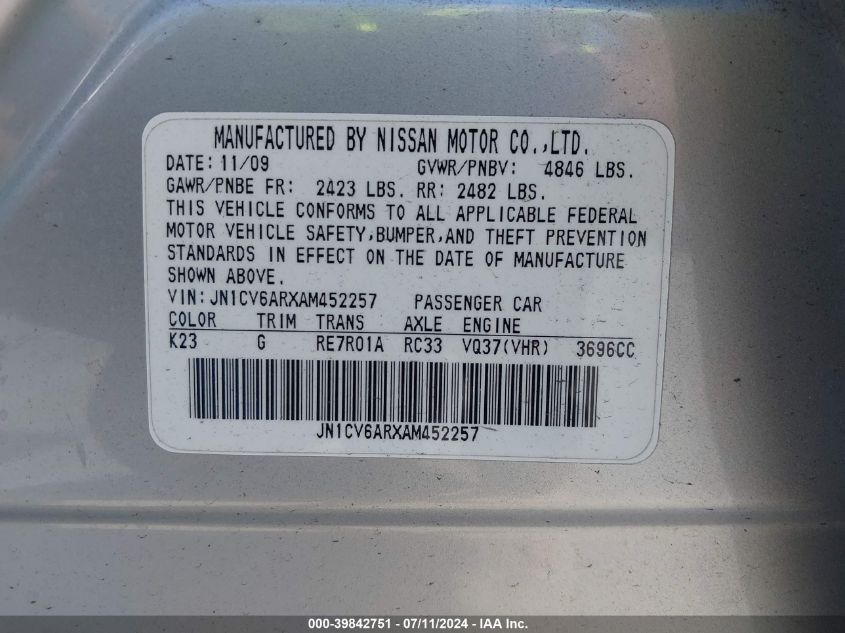 MANUFACTURED BY NISSAN MOTOR CO.,LTD.
DATE: 11/09 GVWR/PNBV: 4846 LBS.
GAWR/PNBE FR: 2423 LBS. RR: 2482 LBS.
THIS VEHICLE CONFORMS TO ALL APPLICABLE FEDERAL
MOTOR VEHICLE SAFETY,BUMPER,AND THEFT PREVENTION
STANDARDS IN EFFECT ON THE DATE OF MANUFACTURE
SHOWN ABOVE.
VIN: JN1CV6ARXAM452257 PASSENGER CAR
COLOR TRIM TRANS AXLE ENGINE
K23 G RE7R01A RC33 VQ37(VHR) 3696CC
JN1CV6ARXAM452257
000-39842751 - 07/11/2024 - IAA Inc.